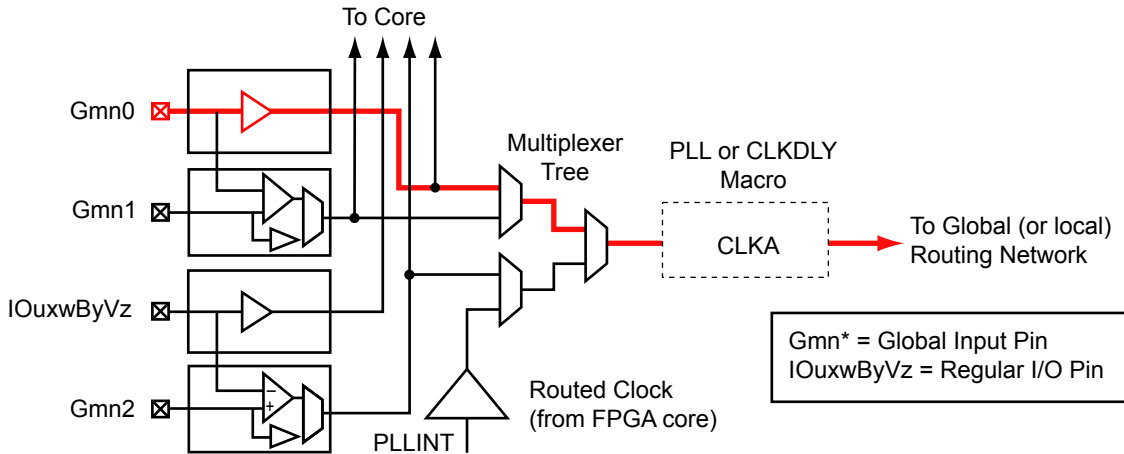 To Core
Gmn0
Multiplexer
Tree
PLL or CLKDLY
Macro
Gmn1
CLKA
To Global (or local)
Routing Network
IOuxwByVz
Gmn* = Global Input Pin
IOuxwByVz = Regular I/O Pin
−
+
Gmn2
Routed Clock
(from FPGA core)
PLLINT